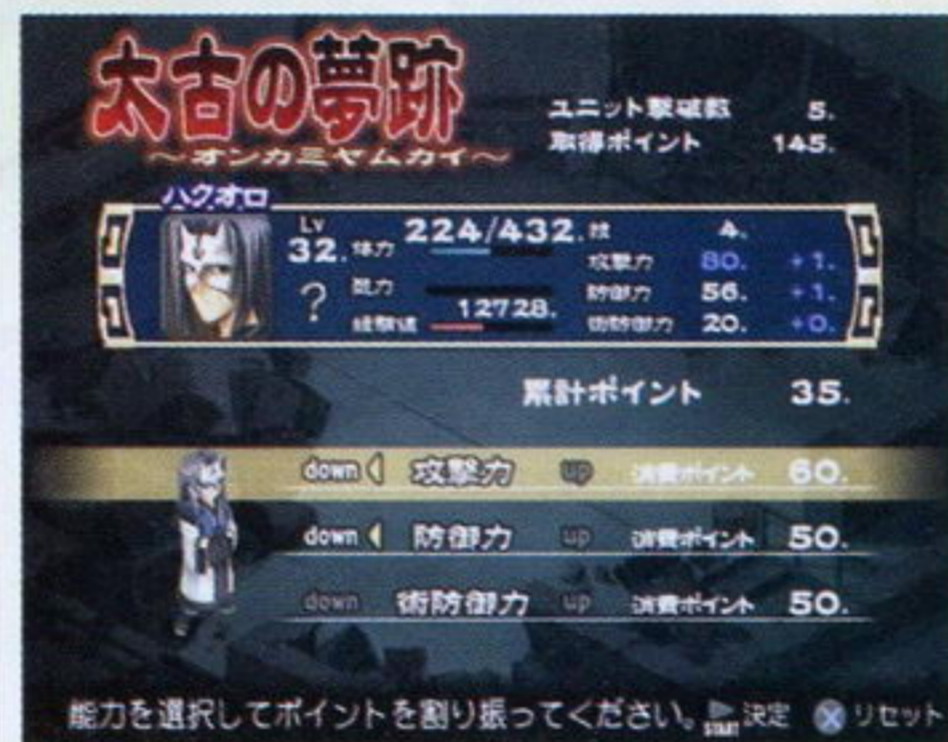 太古の夢跡
～オンカミヤムカイ～
ユニット撃破数 5.
取得ポイント 145.
ハクオロ
Lv 32. 体力 224/432. 技 4.
攻撃力 80. +1.
? 気力 防御力 56. +1.
経験値 12728. 術防御力 20. +0.
累計ポイント 35.
down 攻撃力 up 消費ポイント 60.
down 防御力 up 消費ポイント 50.
down 術防御力 up 消費ポイント 50.
能力を選択してポイントを割り振ってください。 START 決定 リセット